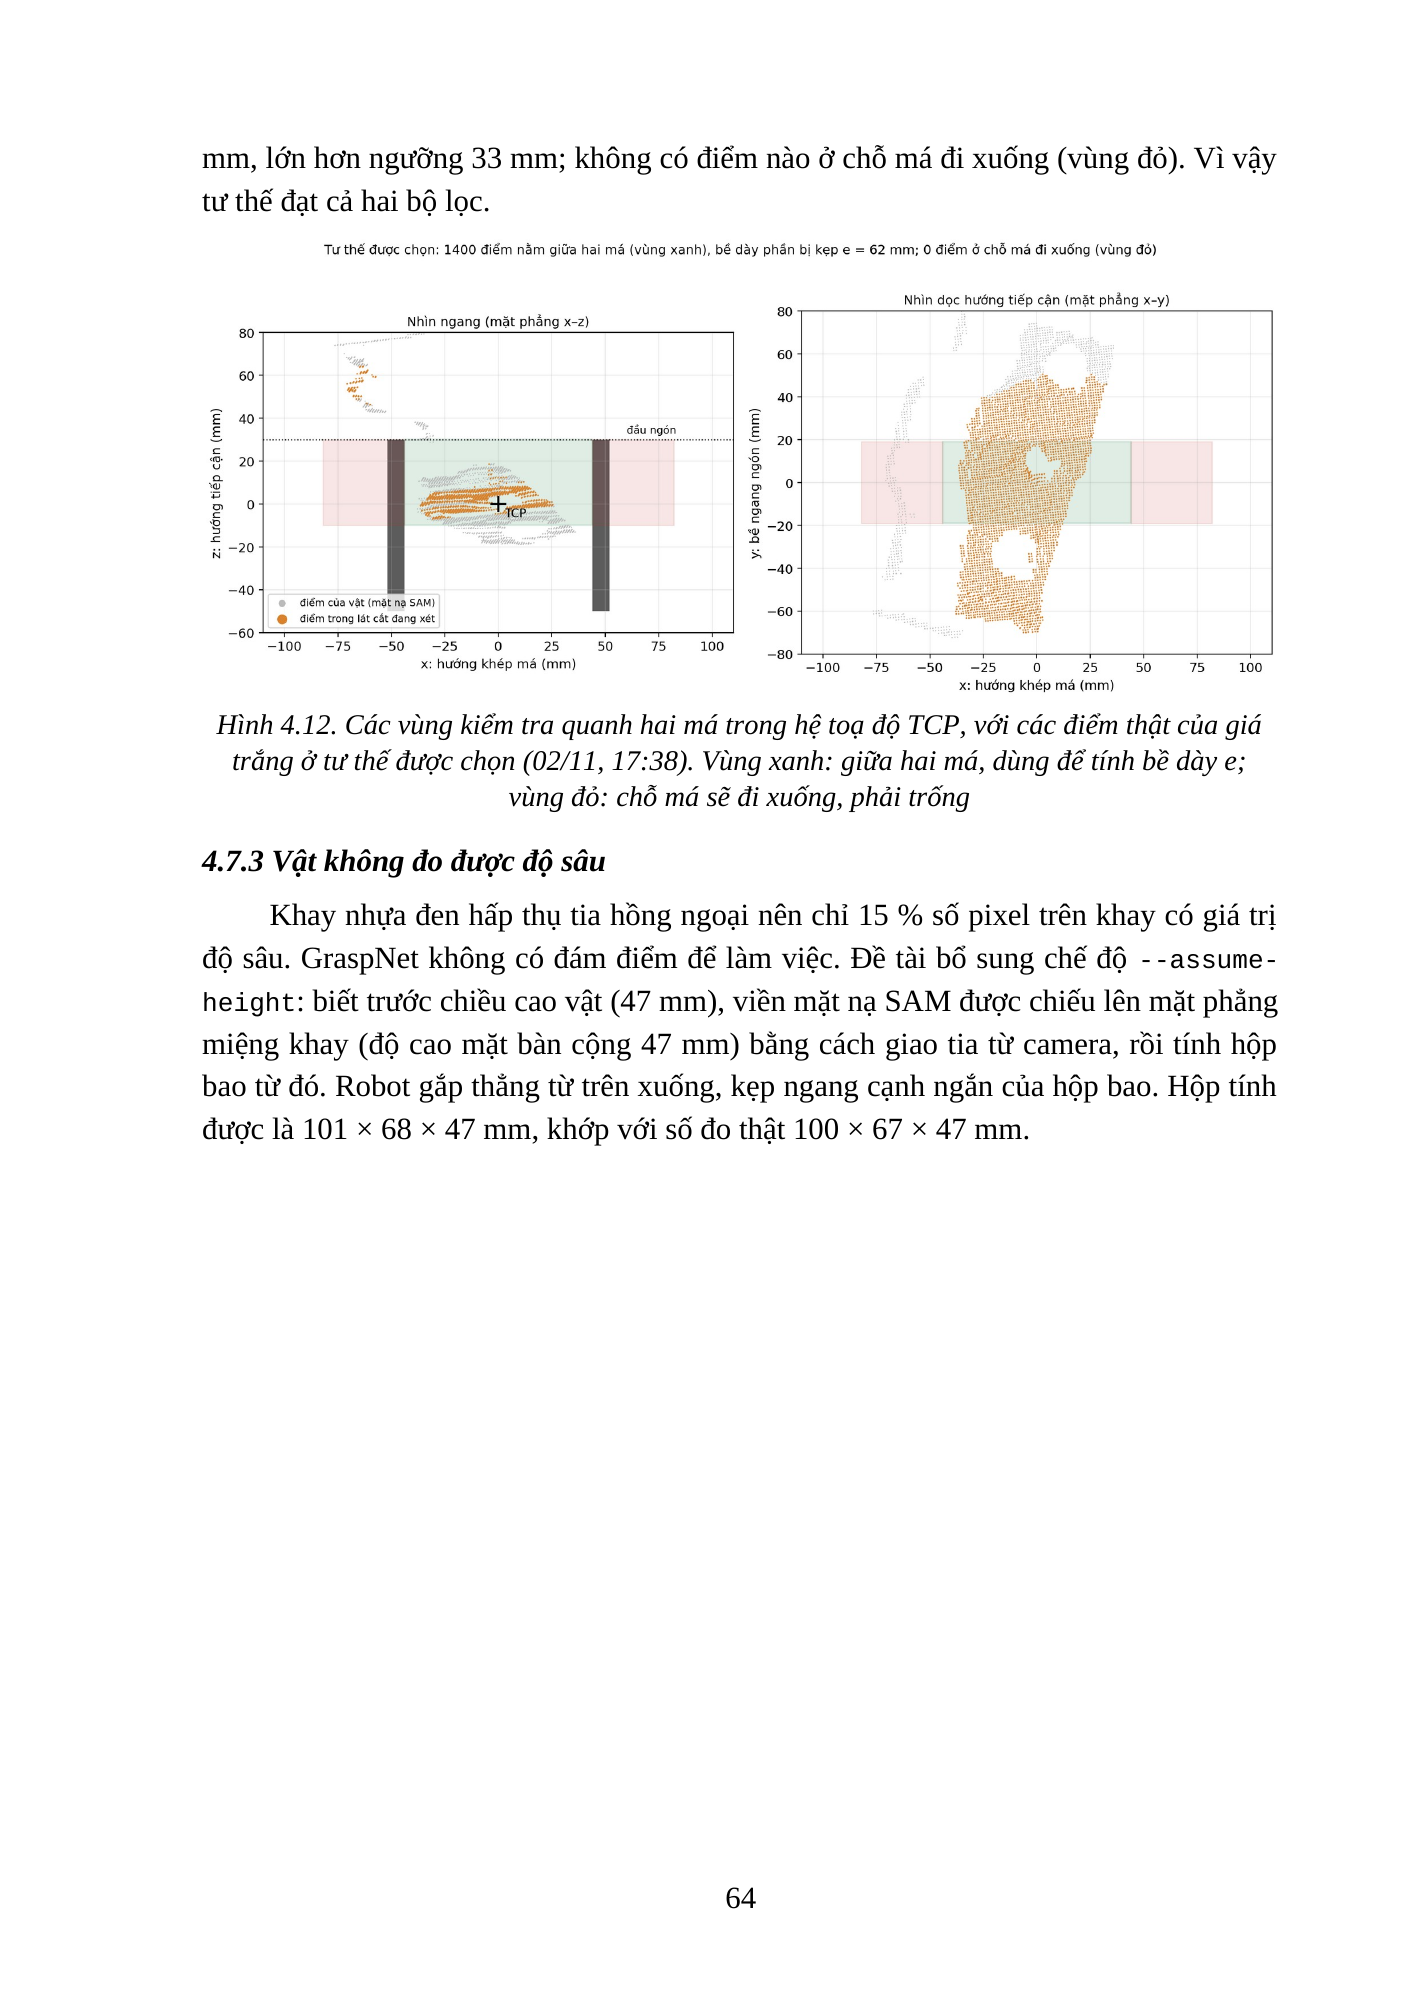 mm, lớn hơn ngưỡng 33 mm; không có điểm nào ở chỗ má đi xuống (vùng đỏ). Vì vậy
tư thế đạt cả hai bộ lọc.
Tư thế được chọn: 1400 điểm nằm giữa hai má (vùng xanh), bề dày phần bị kẹp e = 62 mm; 0 điểm ở chỗ má đi xuống (vùng đỏ)
Nhìn ngang (mặt phẳng x–z)
80
60
40
20
0
−20
−40
−60
z: hướng tiếp cận (mm)
đầu ngón
TCP
điểm của vật (mặt nạ SAM)
điểm trong lát cắt đang xét
−100 −75 −50 −25 0 25 50 75 100
x: hướng khép má (mm)
Nhìn dọc hướng tiếp cận (mặt phẳng x–y)
80
60
40
20
0
−20
−40
−60
−80
y: bề ngang ngón (mm)
−100 −75 −50 −25 0 25 50 75 100
x: hướng khép má (mm)
Hình 4.12. Các vùng kiểm tra quanh hai má trong hệ toạ độ TCP, với các điểm thật của giá
trắng ở tư thế được chọn (02/11, 17:38). Vùng xanh: giữa hai má, dùng để tính bề dày e;
vùng đỏ: chỗ má sẽ đi xuống, phải trống
4.7.3 Vật không đo được độ sâu
Khay nhựa đen hấp thụ tia hồng ngoại nên chỉ 15 % số pixel trên khay có giá trị
độ sâu. GraspNet không có đám điểm để làm việc. Đề tài bổ sung chế độ --assume-
height: biết trước chiều cao vật (47 mm), viền mặt nạ SAM được chiếu lên mặt phẳng
miệng khay (độ cao mặt bàn cộng 47 mm) bằng cách giao tia từ camera, rồi tính hộp
bao từ đó. Robot gắp thẳng từ trên xuống, kẹp ngang cạnh ngắn của hộp bao. Hộp tính
được là 101 × 68 × 47 mm, khớp với số đo thật 100 × 67 × 47 mm.
64